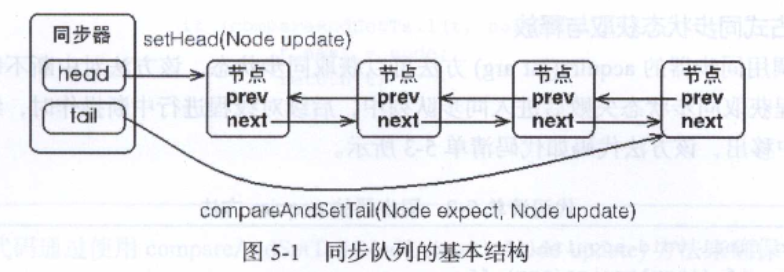 同步器
head
tail
setHead(Node update)
节点
prev
next
节点
prev
next
节点
prev
next
节点
prev
next
compareAndSetTail(Node expect, Node update)
图 5-1 同步队列的基本结构